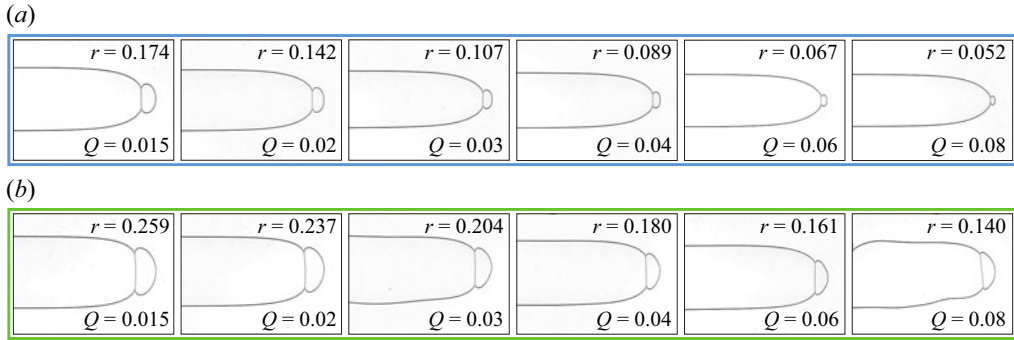 (a)
r = 0.174 r = 0.142 r = 0.107 r = 0.089 r = 0.067 r = 0.052
Q = 0.015 Q = 0.02 Q = 0.03 Q = 0.04 Q = 0.06 Q = 0.08
(b)
r = 0.259 r = 0.237 r = 0.204 r = 0.180 r = 0.161 r = 0.140
Q = 0.015 Q = 0.02 Q = 0.03 Q = 0.04 Q = 0.06 Q = 0.08